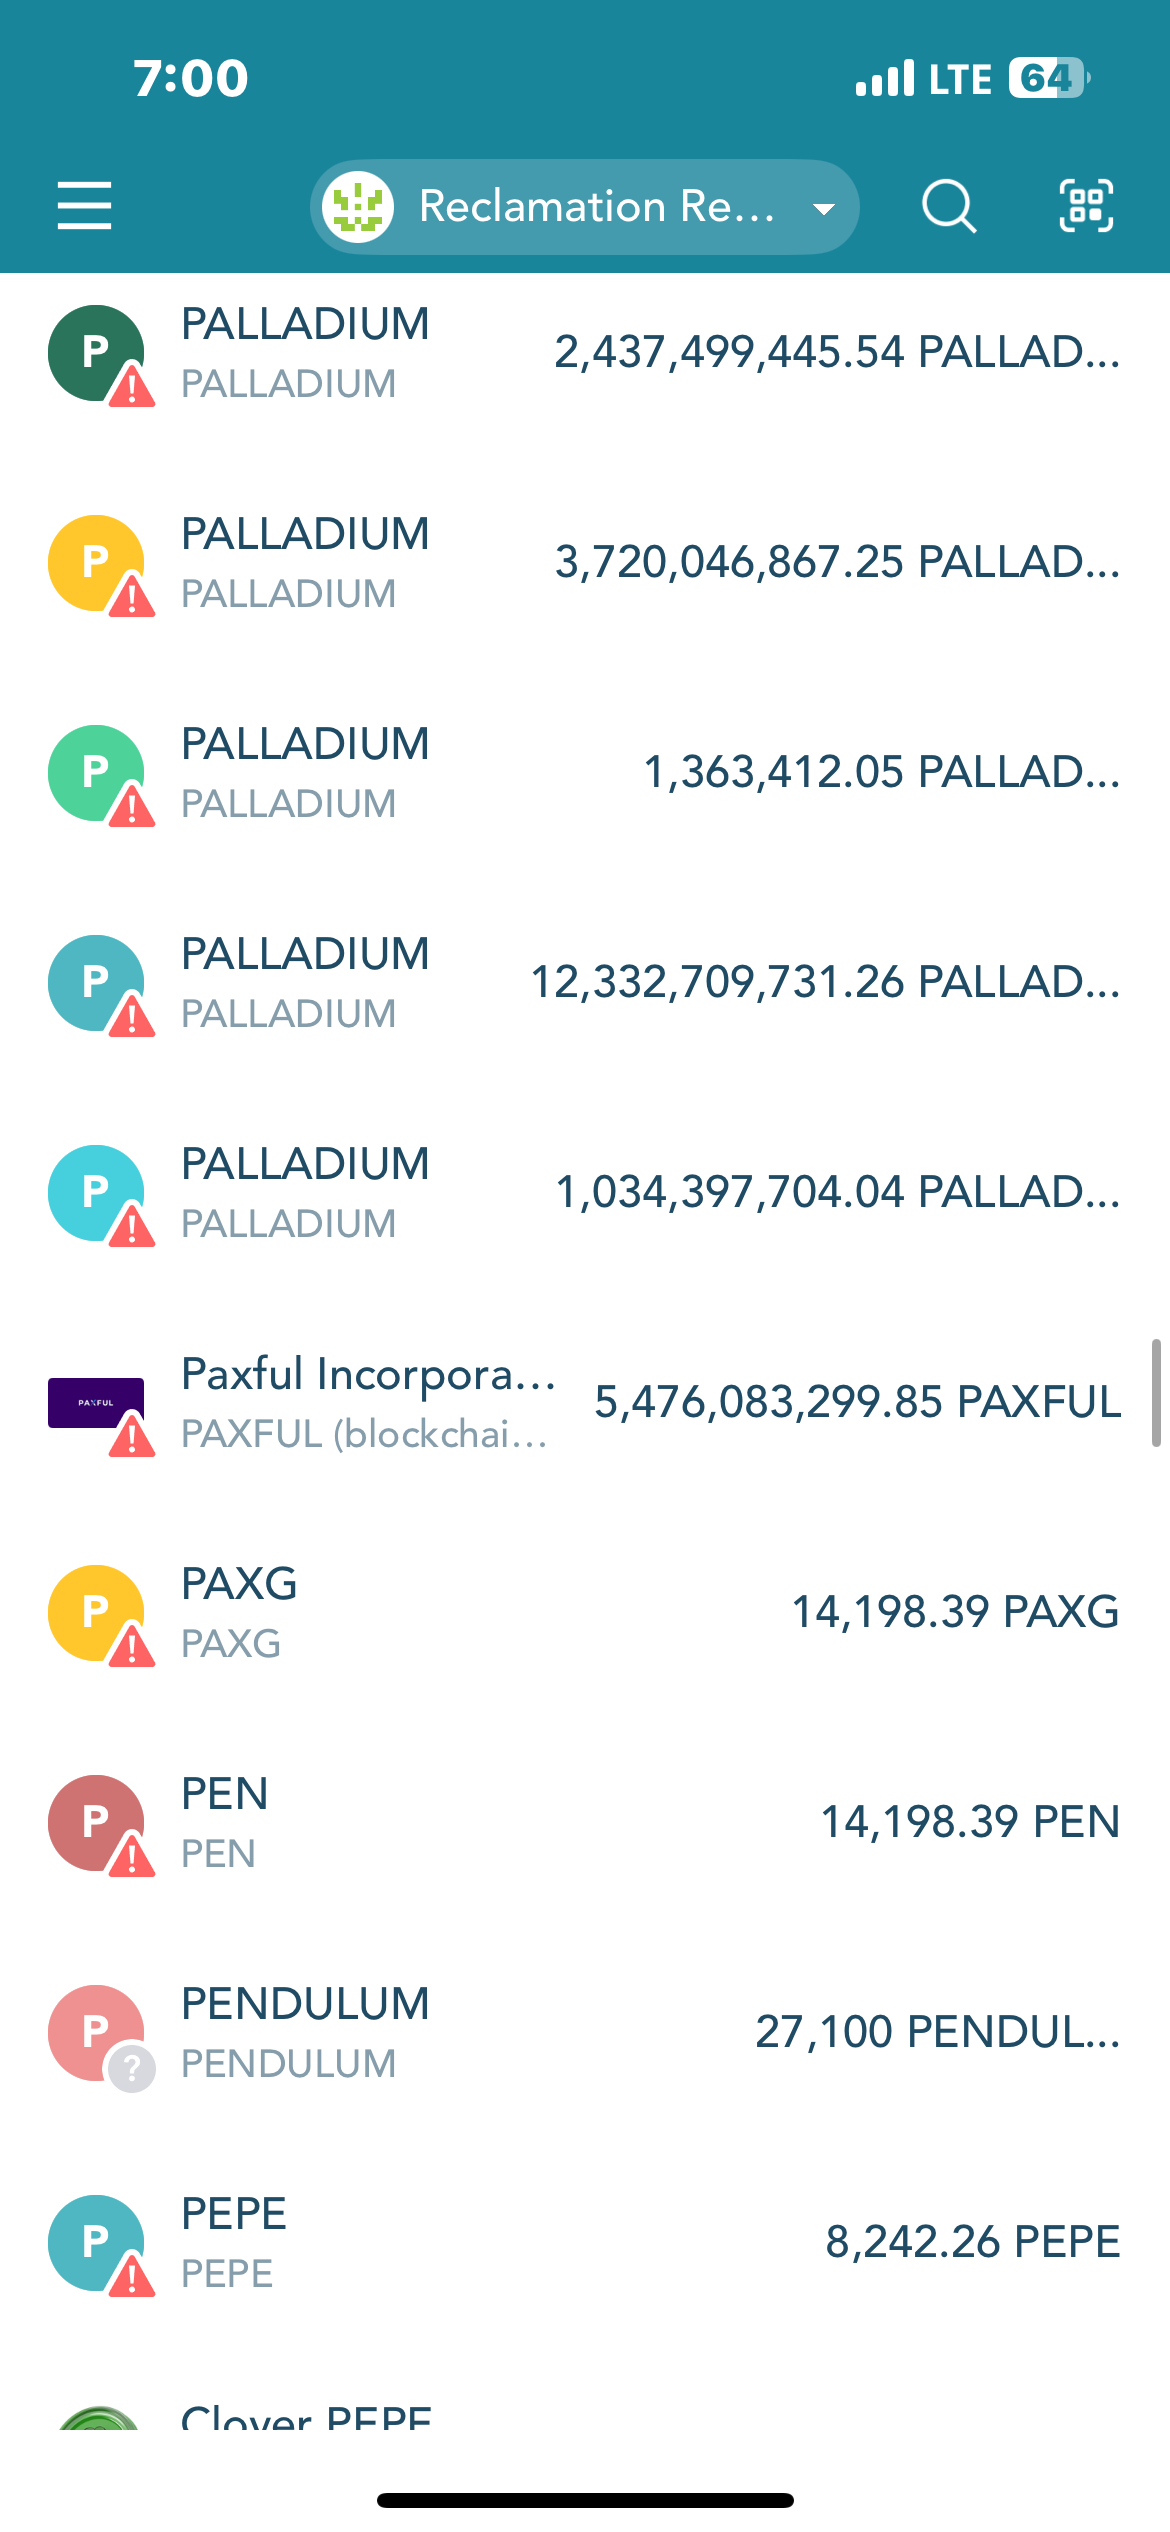 7:00
LTE 64
Reclamation Re...
P
PALLADIUM
2,437,499,445.54 PALLAD...
PALLADIUM
P
PALLADIUM
3,720,046,867.25 PALLAD...
PALLADIUM
P
PALLADIUM
1,363,412.05 PALLAD...
PALLADIUM
P
PALLADIUM
12,332,709,731.26 PALLAD...
PALLADIUM
P
PALLADIUM
1,034,397,704.04 PALLAD...
PALLADIUM
PAXFUL
Paxful Incorpora...
5,476,083,299.85 PAXFUL
PAXFUL (blockchai...
P
PAXG
14,198.39 PAXG
PAXG
P
PEN
14,198.39 PEN
PEN
P
PENDULUM
27,100 PENDUL...
PENDULUM
?
P
PEPE
8,242.26 PEPE
PEPE
Clover PEPE